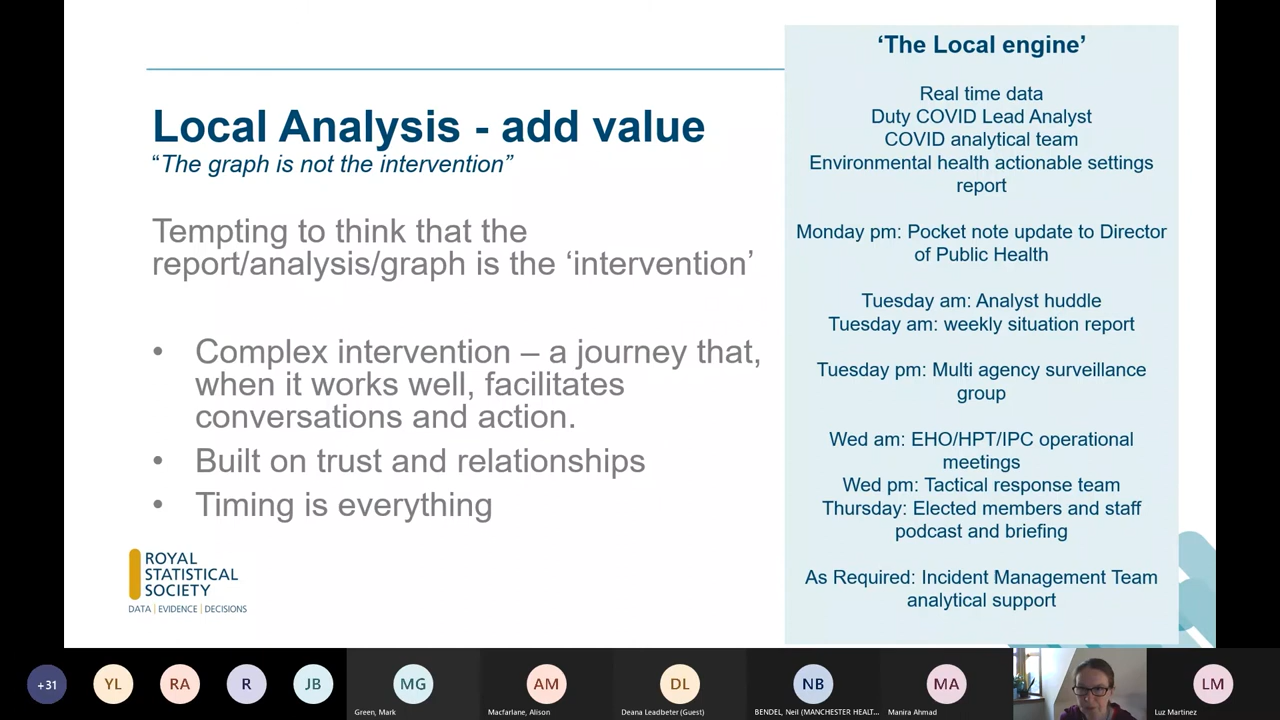 Local Analysis - add value
“The graph is not the intervention”
Tempting to think that the
report/analysis/graph is the ‘intervention’
• Complex intervention – a journey that,
when it works well, facilitates
conversations and action.
• Built on trust and relationships
• Timing is everything
ROYAL
STATISTICAL
SOCIETY
DATA | EVIDENCE | DECISIONS
‘The Local engine’
Real time data
Duty COVID Lead Analyst
COVID analytical team
Environmental health actionable settings
report
Monday pm: Pocket note update to Director
of Public Health
Tuesday am: Analyst huddle
Tuesday am: weekly situation report
Tuesday pm: Multi agency surveillance
group
Wed am: EHO/HPT/IPC operational
meetings
Wed pm: Tactical response team
Thursday: Elected members and staff
podcast and briefing
As Required: Incident Management Team
analytical support
+31
YL
RA
R
JB
MG
AM
DL
NB
MA
LM
Green, Mark
Macfarlane, Alison
Deana Leadbeter (Guest)
BENDEL, Neil (MANCHESTER HEALT...
Manira Ahmad
Luz Martinez